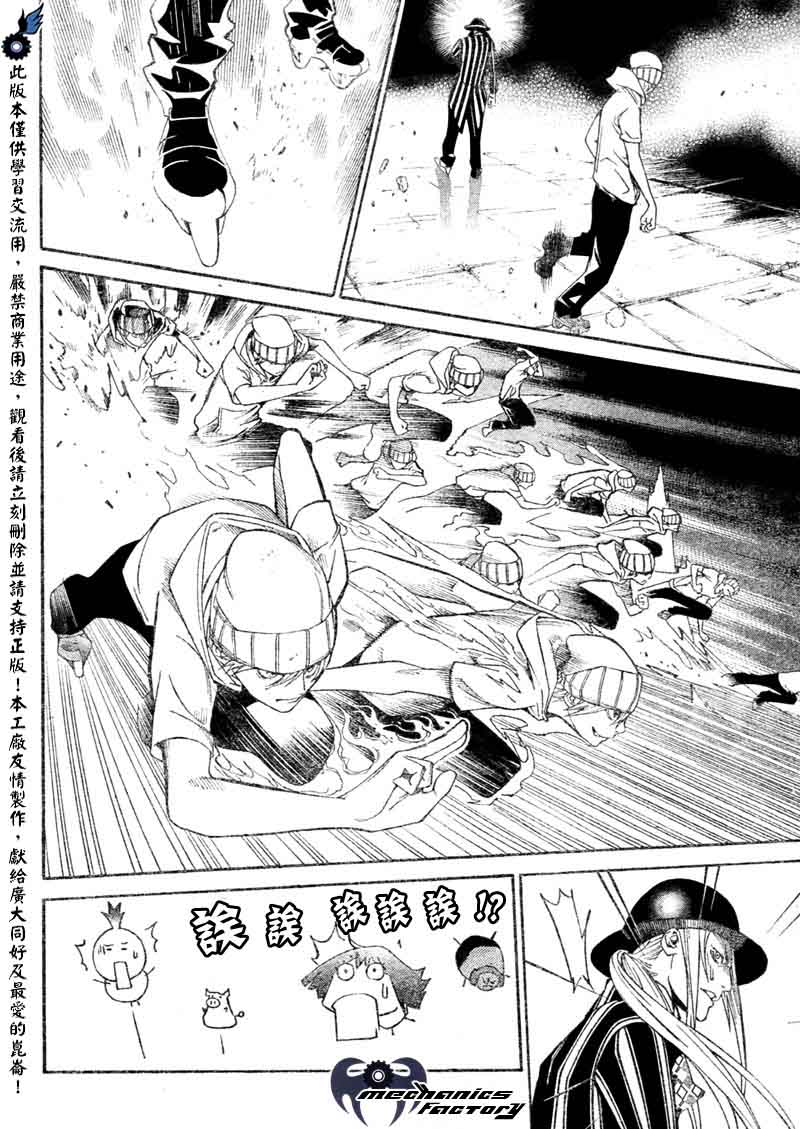 此版本僅供學習交流用，嚴禁商業用途，觀看後請立刻刪除並請支持正版！本工廠友情製作，獻給廣大同好及最愛的崑崙！
誒 誒 誒誒誒!?
mechanics
Factory